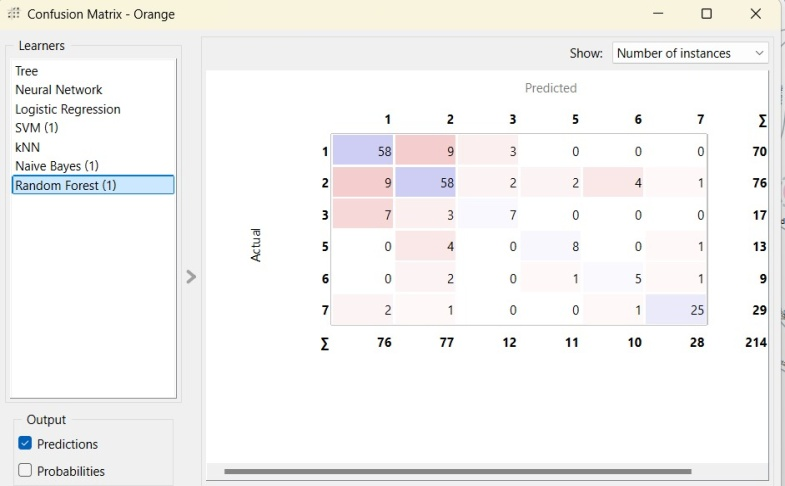 Confusion Matrix - Orange
Learners
Tree
Neural Network
Logistic Regression
SVM (1)
kNN
Naive Bayes (1)
Random Forest (1)
Output
Predictions
Probabilities
Show: Number of instances
Predicted
1 2 3 5 6 7 Σ
Actual
1 58 9 3 0 0 0 70
2 9 58 2 2 4 1 76
3 7 3 7 0 0 0 17
5 0 4 0 8 0 1 13
6 0 2 0 1 5 1 9
7 2 1 0 0 1 25 29
Σ 76 77 12 11 10 28 214